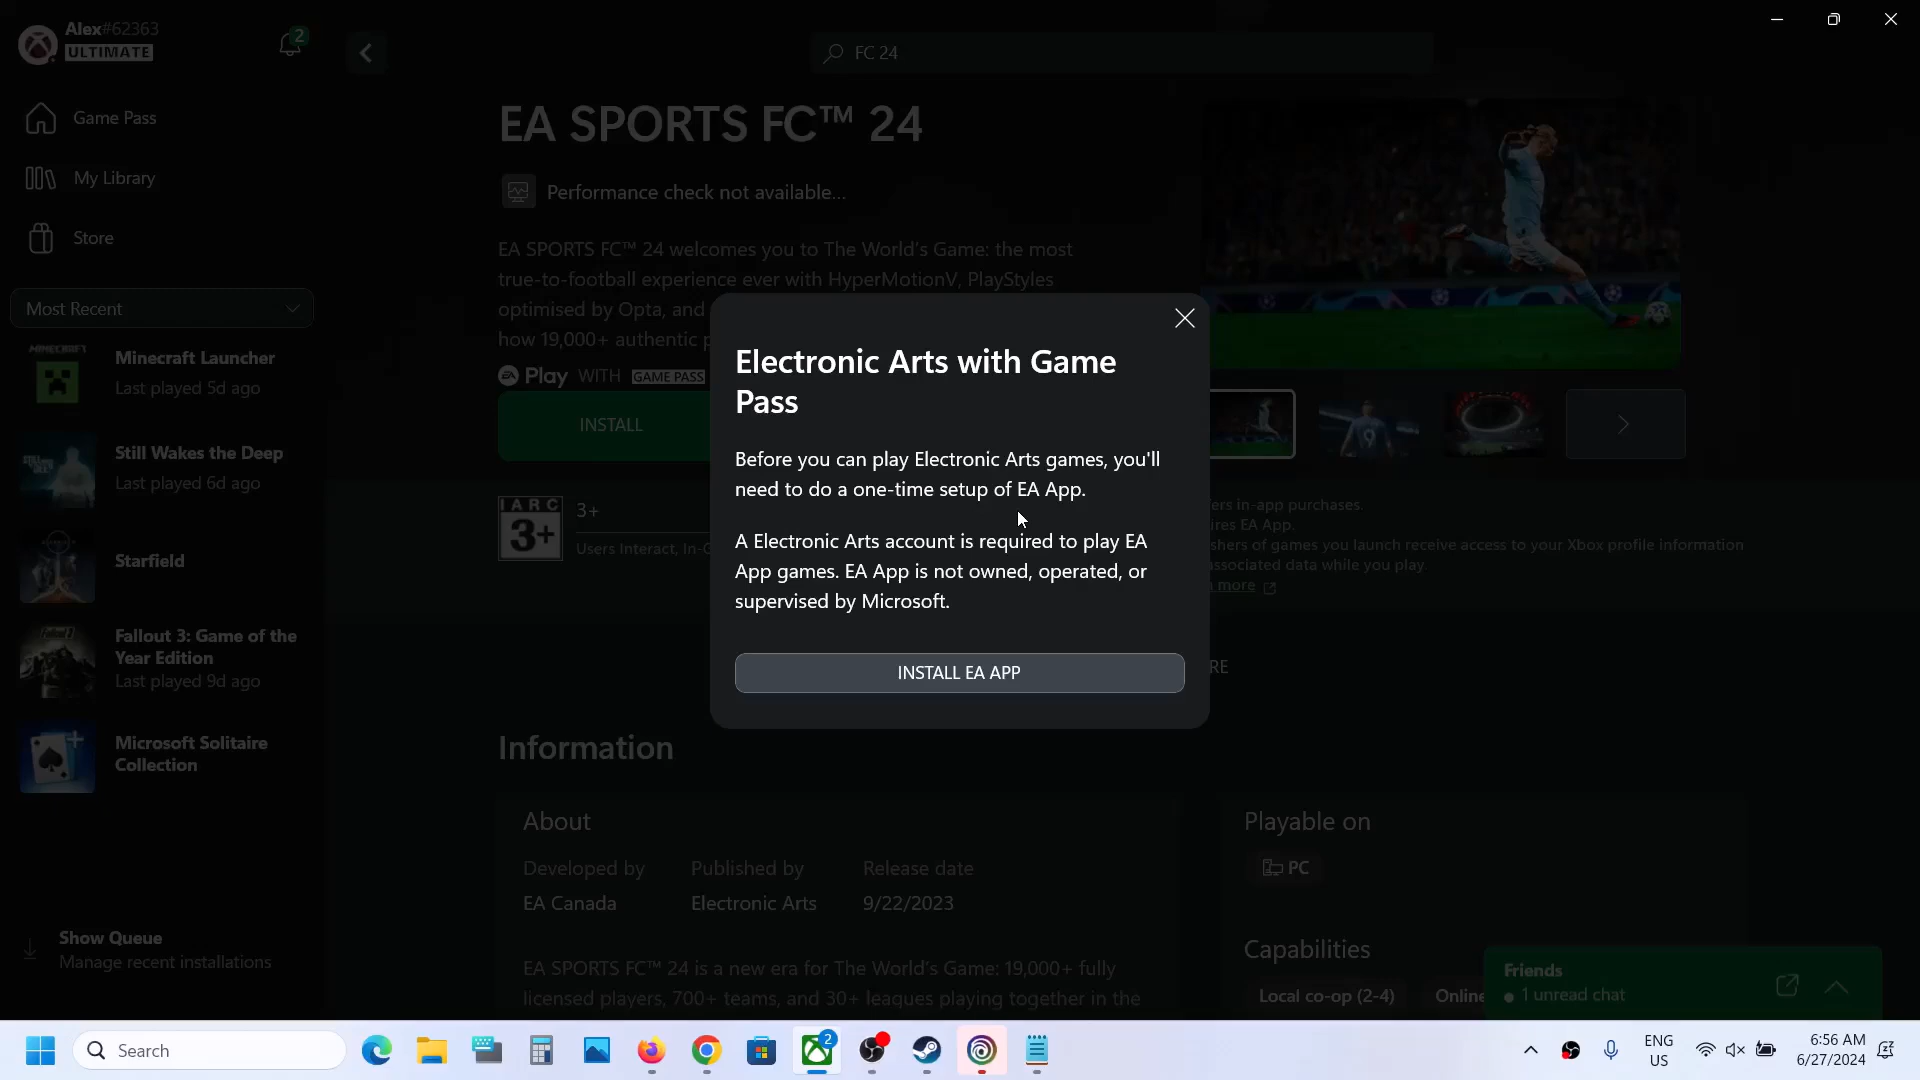 Alex#62363
ULTIMATE
2
FC 24
Game Pass
My Library
Store
Most Recent
MINECRAFT
Minecraft Launcher
Last played 5d ago
Still Wakes the Deep
Last played 6d ago
Starfield
Fallout 3: Game of the
Year Edition
Last played 9d ago
Microsoft Solitaire
Collection
Show Queue
Manage recent installations
EA SPORTS FC™ 24
Performance check not available...
EA SPORTS FC™ 24 welcomes you to The World's Game: the most
true-to-football experience ever with HyperMotionV, PlayStyles
optimised by Opta, and
how 19,000+ authentic
EA Play WITH GAME PASS
INSTALL
IARC
3+
3+
Users Interact, In-G
Electronic Arts with Game
Pass
Before you can play Electronic Arts games, you'll
need to do a one-time setup of EA App.
A Electronic Arts account is required to play EA
App games. EA App is not owned, operated, or
supervised by Microsoft.
INSTALL EA APP
ers in-app purchases.
ires EA App.
shers of games you launch receive access to your Xbox profile information
ssociated data while you play.
more
RE
Information
About
Developed by Published by Release date
EA Canada Electronic Arts 9/22/2023
EA SPORTS FC™ 24 is a new era for The World's Game: 19,000+ fully
licensed players, 700+ teams, and 30+ leagues playing together in the
Playable on
PC
Capabilities
Local co-op (2-4) Online
Friends
1 unread chat
Search
2
ENG
US
6:56 AM
6/27/2024